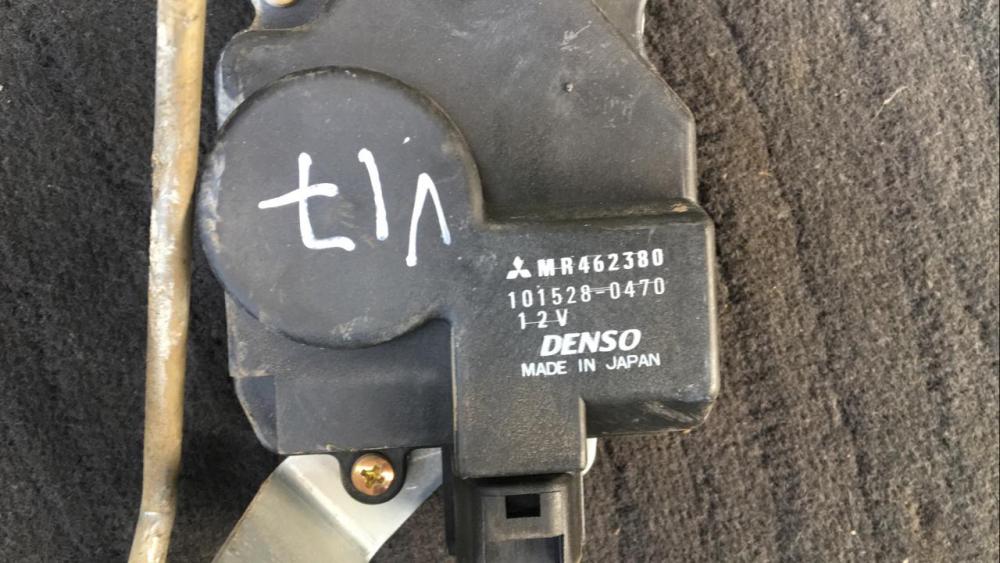 MR462380
101528-0470
12V
DENSO
MADE IN JAPAN